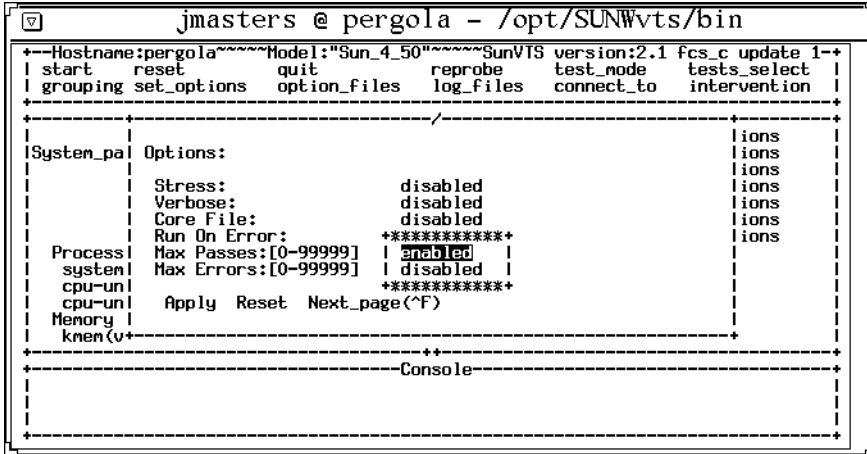 jmasters @ pergola - /opt/SUNWvts/bin
+--Hostname:pergola~~~~~Model:"Sun_4_50"~~~~~SunVTS version:2.1 fcs_c update 1-+
| start reset quit reprobe test_mode tests_select |
| grouping set_options option_files log_files connect_to intervention |
| ions
|System_pa| Options: | ions
| ions
| Stress: disabled | ions
| Verbose: disabled | ions
| Core File: disabled | ions
| Run On Error: +************+ | ions
| Process| Max Passes:[0-99999] | enabled |
| system| Max Errors:[0-99999] | disabled |
| cpu-un| +************+
| cpu-un| Apply Reset Next_page(^F)
| Memory |
| kmem(v+
Console